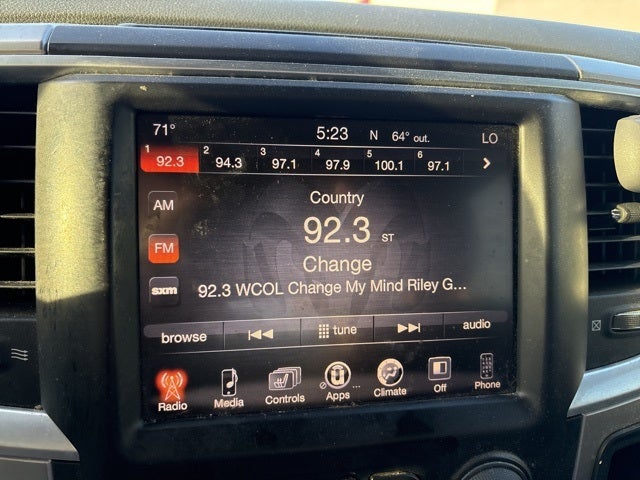 71° 5:23 N 64° out. LO
1 92.3 2 94.3 3 97.1 4 97.9 5 100.1 6 97.1
AM
Country
92.3 ST
FM
Change
sxm
92.3 WCOL Change My Mind Riley G...
browse tune audio
Radio Media Controls Apps ... Climate Off Phone